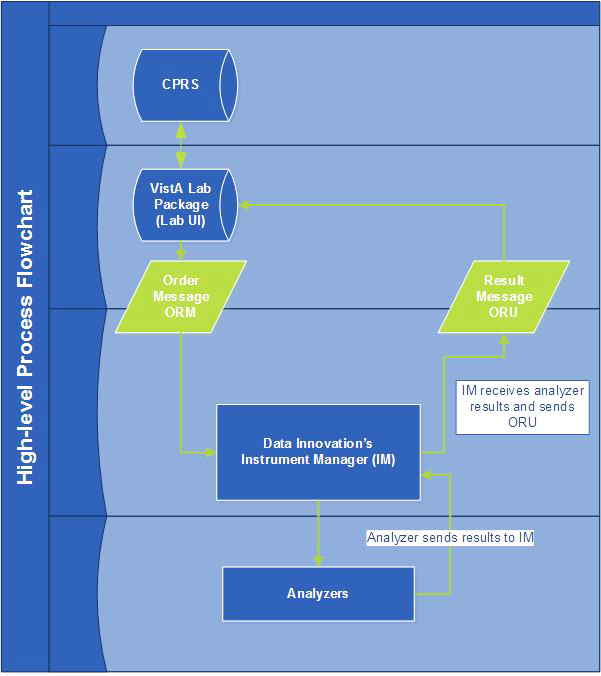 High-level Process Flowchart
CPRS
VistA Lab
Package
(Lab UI)
Order
Message
ORM
Result
Message
ORU
IM receives analyzer
results and sends
ORU
Data Innovation's
Instrument Manager (IM)
Analyzer sends results to IM
Analyzers